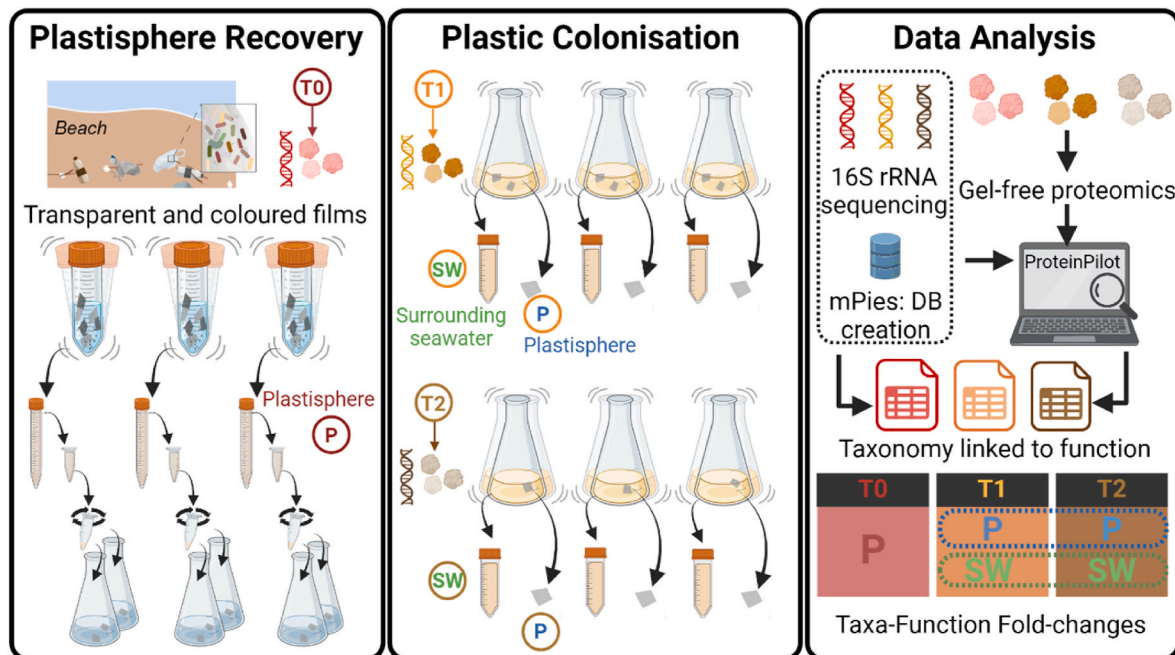 Plastisphere Recovery
T0
Beach
Transparent and coloured films
Plastisphere
P
Plastic Colonisation
T1
SW
Surrounding
seawater
P
Plastisphere
T2
SW
P
Data Analysis
16S rRNA
sequencing
mPies: DB
creation
Gel-free proteomics
ProteinPilot
Taxonomy linked to function
T0 T1 T2
P P P
SW SW
Taxa-Function Fold-changes